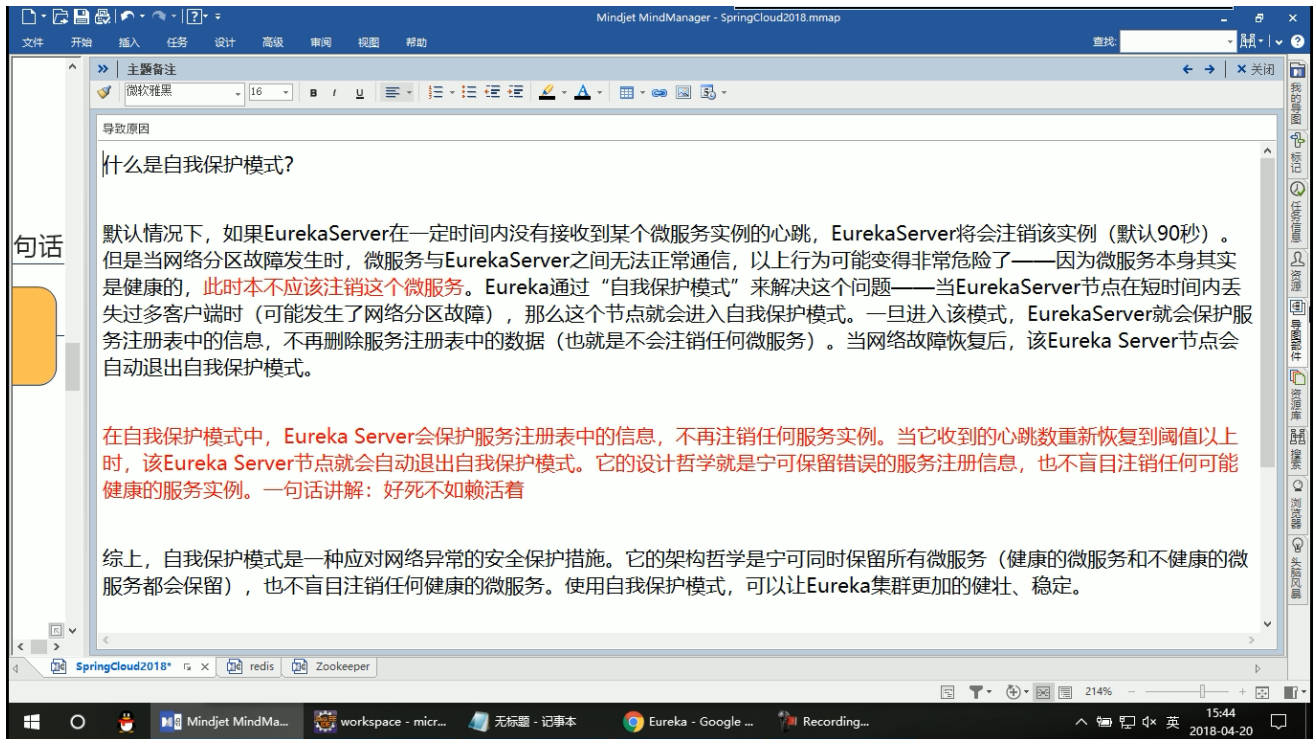 Mindjet MindManager - SpringCloud2018.mmap
文件 开始 插入 任务 设计 高级 审阅 视图 帮助 查找:
主题备注 关闭
微软雅黑 16 B I U
导致原因
什么是自我保护模式?
默认情况下，如果EurekaServer在一定时间内没有接收到某个微服务实例的心跳，EurekaServer将会注销该实例（默认90秒）。
但是当网络分区故障发生时，微服务与EurekaServer之间无法正常通信，以上行为可能变得非常危险了——因为微服务本身其实
是健康的，此时本不应该注销这个微服务。Eureka通过“自我保护模式”来解决这个问题——当EurekaServer节点在短时间内丢
失过多客户端时（可能发生了网络分区故障），那么这个节点就会进入自我保护模式。一旦进入该模式，EurekaServer就会保护服
务注册表中的信息，不再删除服务注册表中的数据（也就是不会注销任何微服务）。当网络故障恢复后，该Eureka Server节点会
自动退出自我保护模式。
在自我保护模式中，Eureka Server会保护服务注册表中的信息，不再注销任何服务实例。当它收到的心跳数重新恢复到阈值以上
时，该Eureka Server节点就会自动退出自我保护模式。它的设计哲学就是宁可保留错误的服务注册信息，也不盲目注销任何可能
健康的服务实例。一句话讲解：好死不如赖活着
综上，自我保护模式是一种应对网络异常的安全保护措施。它的架构哲学是宁可同时保留所有微服务（健康的微服务和不健康的微
服务都会保留），也不盲目注销任何健康的微服务。使用自我保护模式，可以让Eureka集群更加的健壮、稳定。
句话
我的导图
标记
任务信息
资源
导图部件
资源库
搜索
浏览器
头脑风暴
SpringCloud2018* redis Zookeeper
214%
Mindjet MindMa... workspace - micr... 无标题 - 记事本 Eureka - Google ... Recording... 英 15:44
2018-04-20